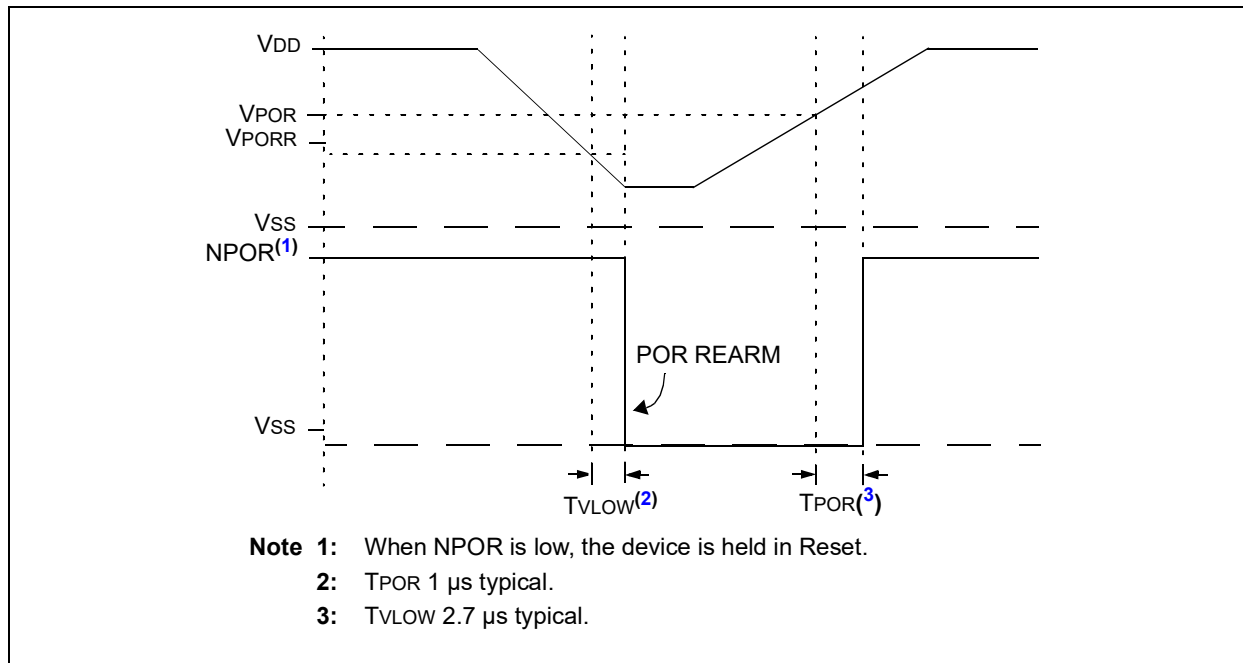 VDD
VPOR
VPORR
VSS
NPOR(1)
POR REARM
VSS
TVLOW(2)
TPOR(3)
Note 1: When NPOR is low, the device is held in Reset.
2: TPOR 1 µs typical.
3: TVLOW 2.7 µs typical.